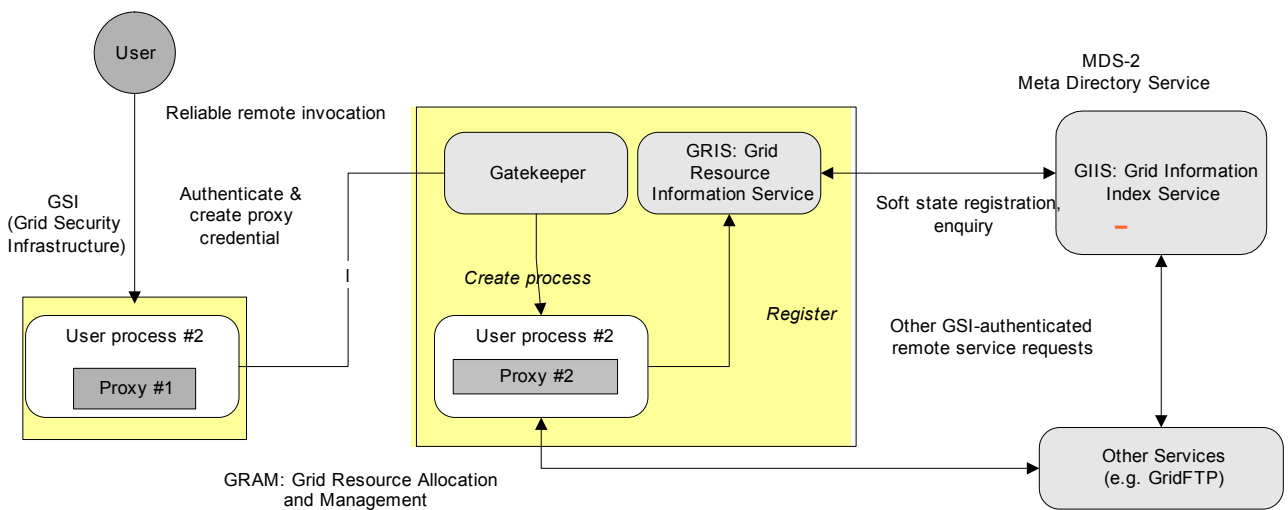 User
MDS-2
Meta Directory Service
Reliable remote invocation
Gatekeeper
GRIS: Grid
Resource
Information Service
GIIS: Grid Information
Index Service
GSI
(Grid Security
Infrastructure)
Authenticate &
create proxy
credential
Soft state registration,
enquiry
Create process
Register
User process #2
Proxy #1
User process #2
Proxy #2
Other GSI-authenticated
remote service requests
GRAM: Grid Resource Allocation
and Management
Other Services
(e.g. GridFTP)